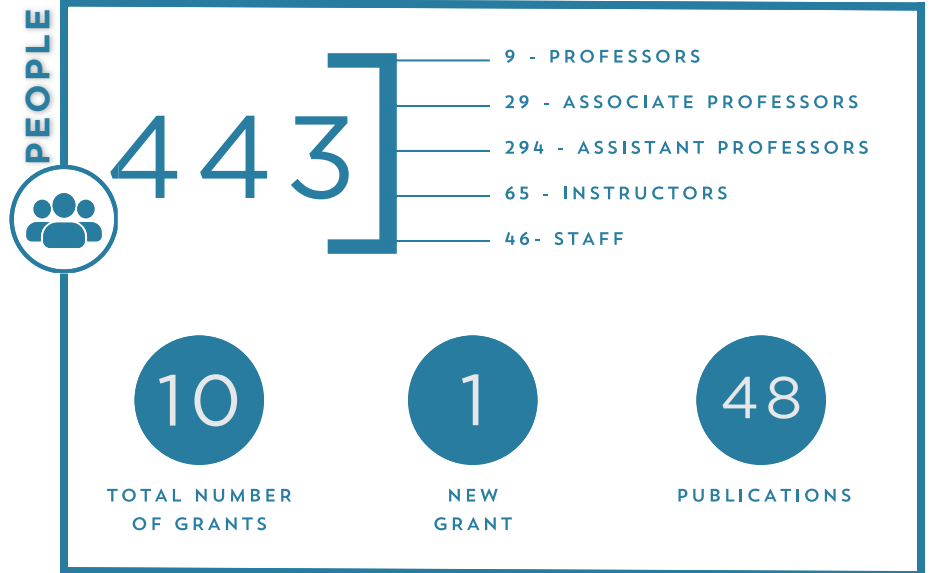 PEOPLE
443
9 - PROFESSORS
29 - ASSOCIATE PROFESSORS
294 - ASSISTANT PROFESSORS
65 - INSTRUCTORS
46- STAFF
10
TOTAL NUMBER
OF GRANTS
1
NEW
GRANT
48
PUBLICATIONS